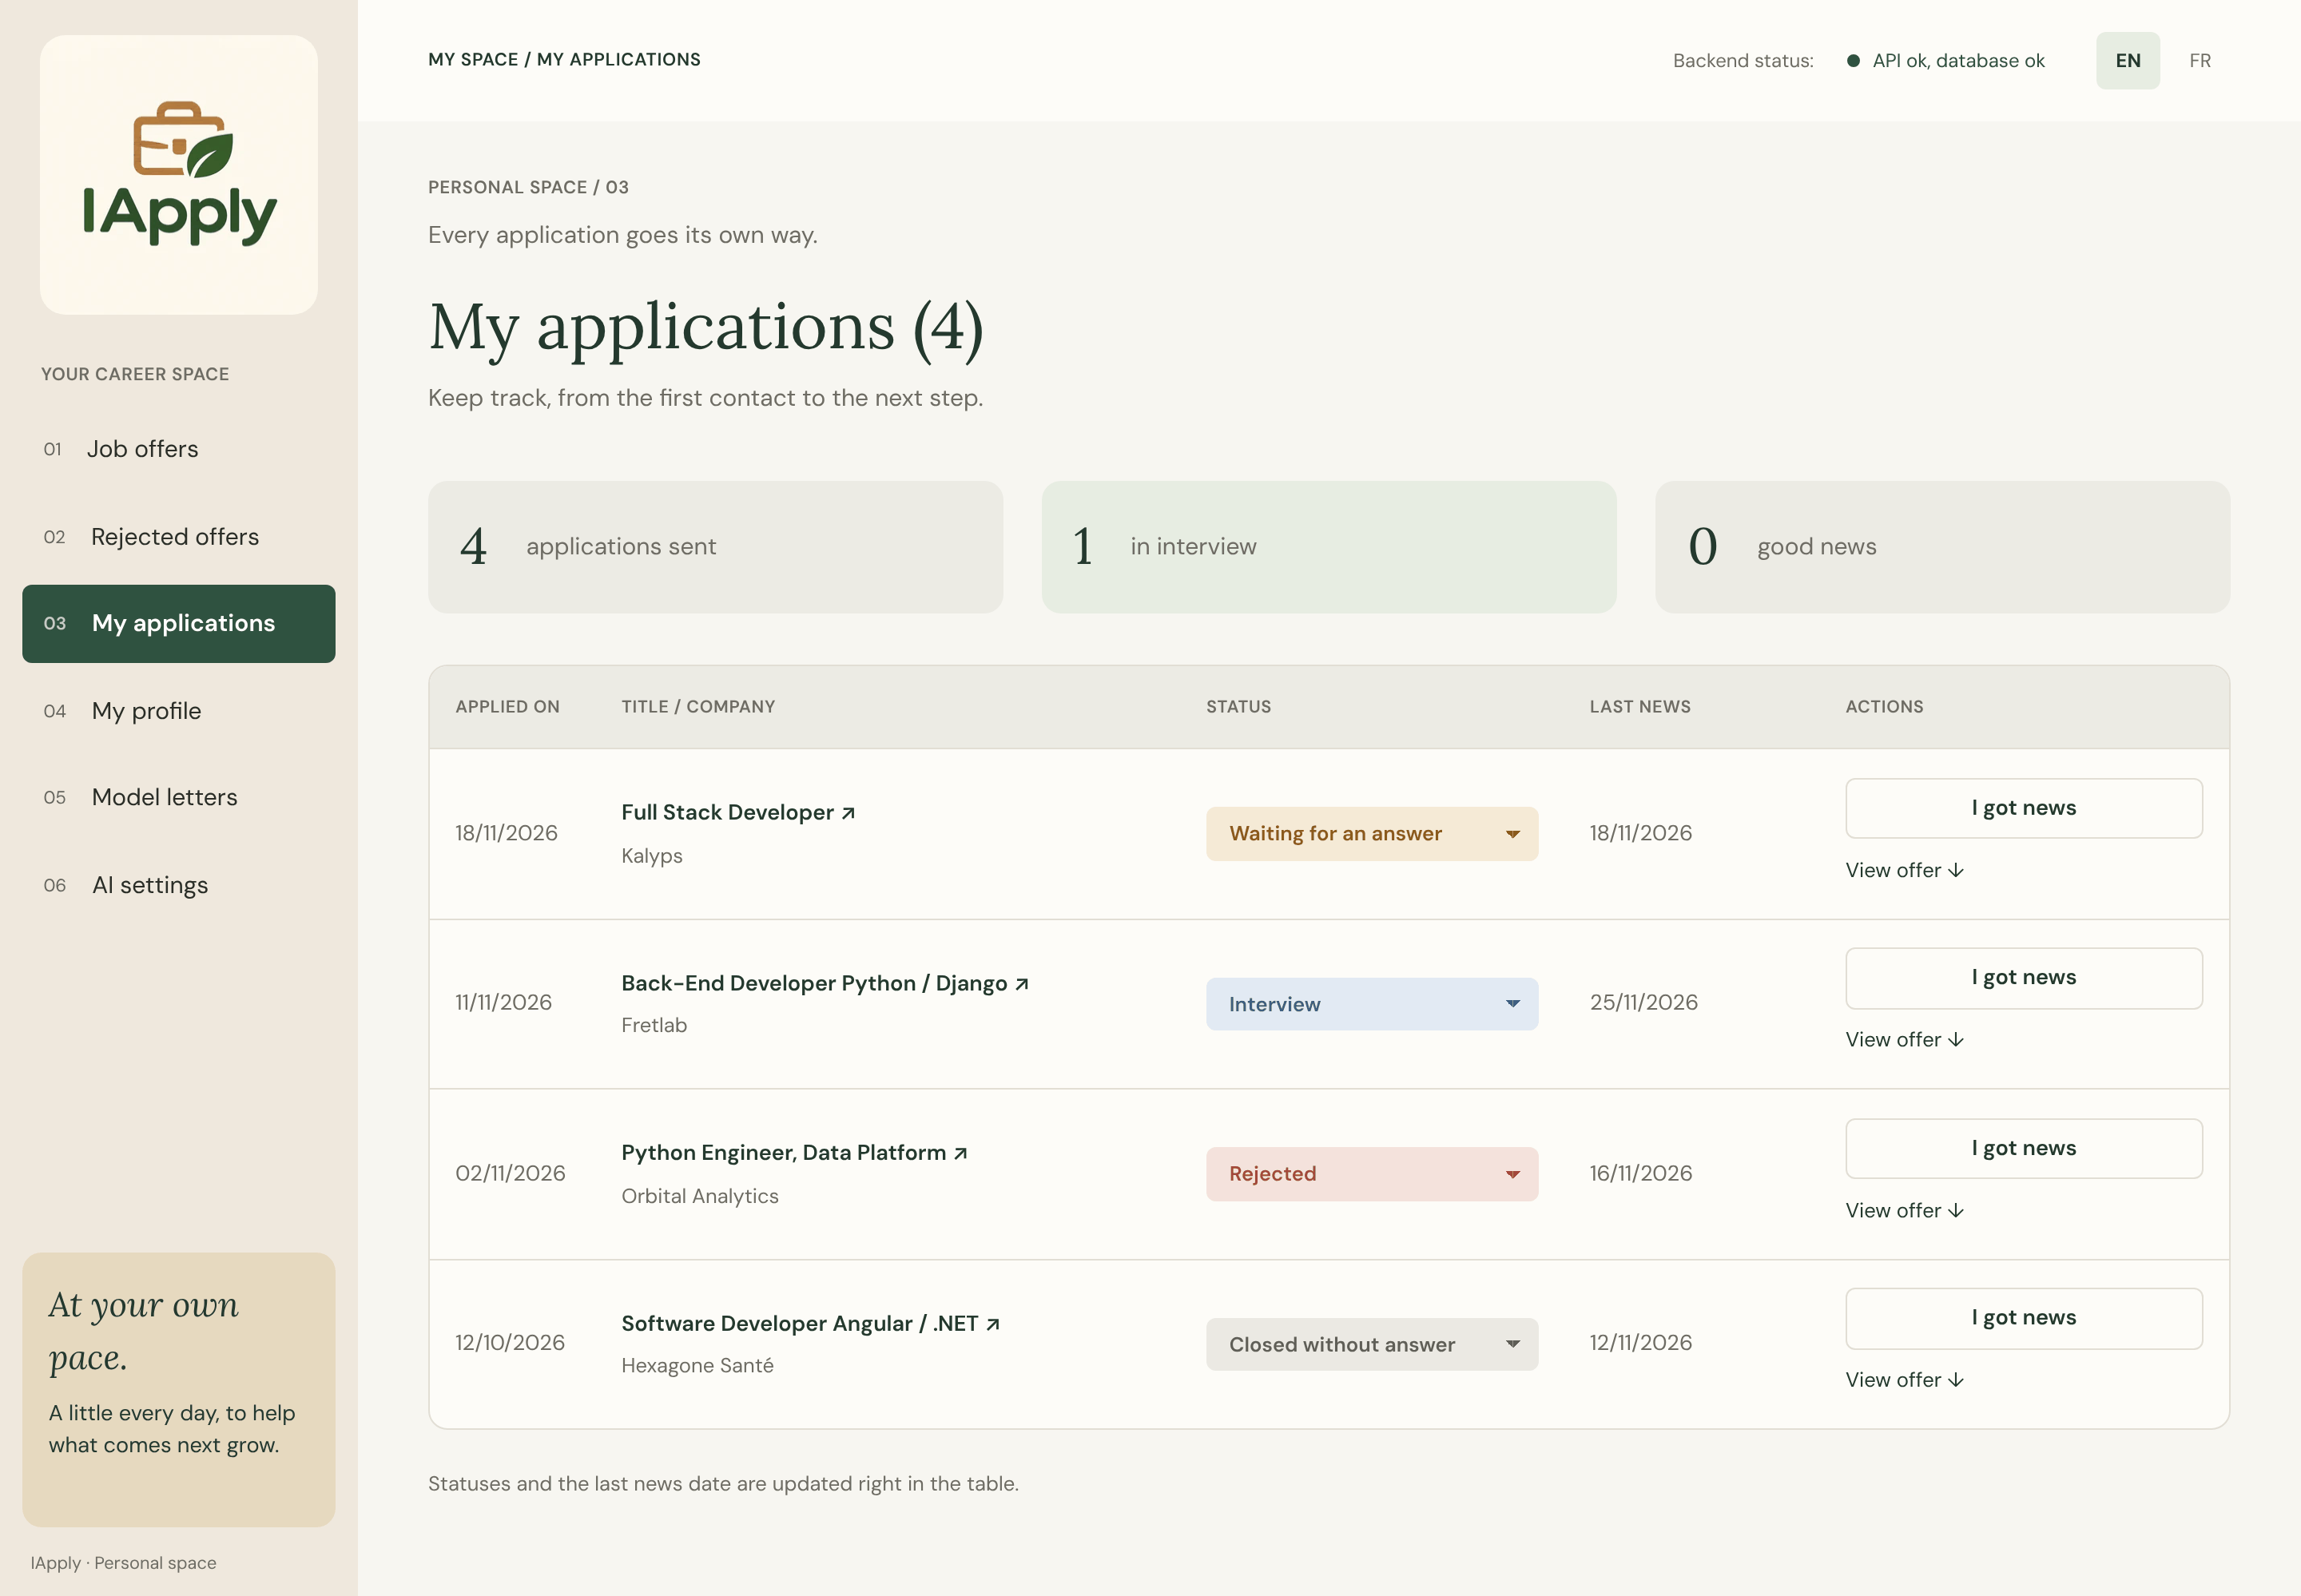 IApply
YOUR CAREER SPACE
01 Job offers
02 Rejected offers
03 My applications
04 My profile
05 Model letters
06 AI settings
At your own
pace.
A little every day, to help
what comes next grow.
IApply · Personal space
MY SPACE / MY APPLICATIONS
Backend status: ● API ok, database ok EN FR
PERSONAL SPACE / 03
Every application goes its own way.
My applications (4)
Keep track, from the first contact to the next step.
4 applications sent
1 in interview
0 good news
APPLIED ON TITLE / COMPANY STATUS LAST NEWS ACTIONS
18/11/2026
Full Stack Developer ↗
Kalyps
Waiting for an answer
18/11/2026
I got news
View offer ↓
11/11/2026
Back-End Developer Python / Django ↗
Fretlab
Interview
25/11/2026
I got news
View offer ↓
02/11/2026
Python Engineer, Data Platform ↗
Orbital Analytics
Rejected
16/11/2026
I got news
View offer ↓
12/10/2026
Software Developer Angular / .NET ↗
Hexagone Santé
Closed without answer
12/11/2026
I got news
View offer ↓
Statuses and the last news date are updated right in the table.